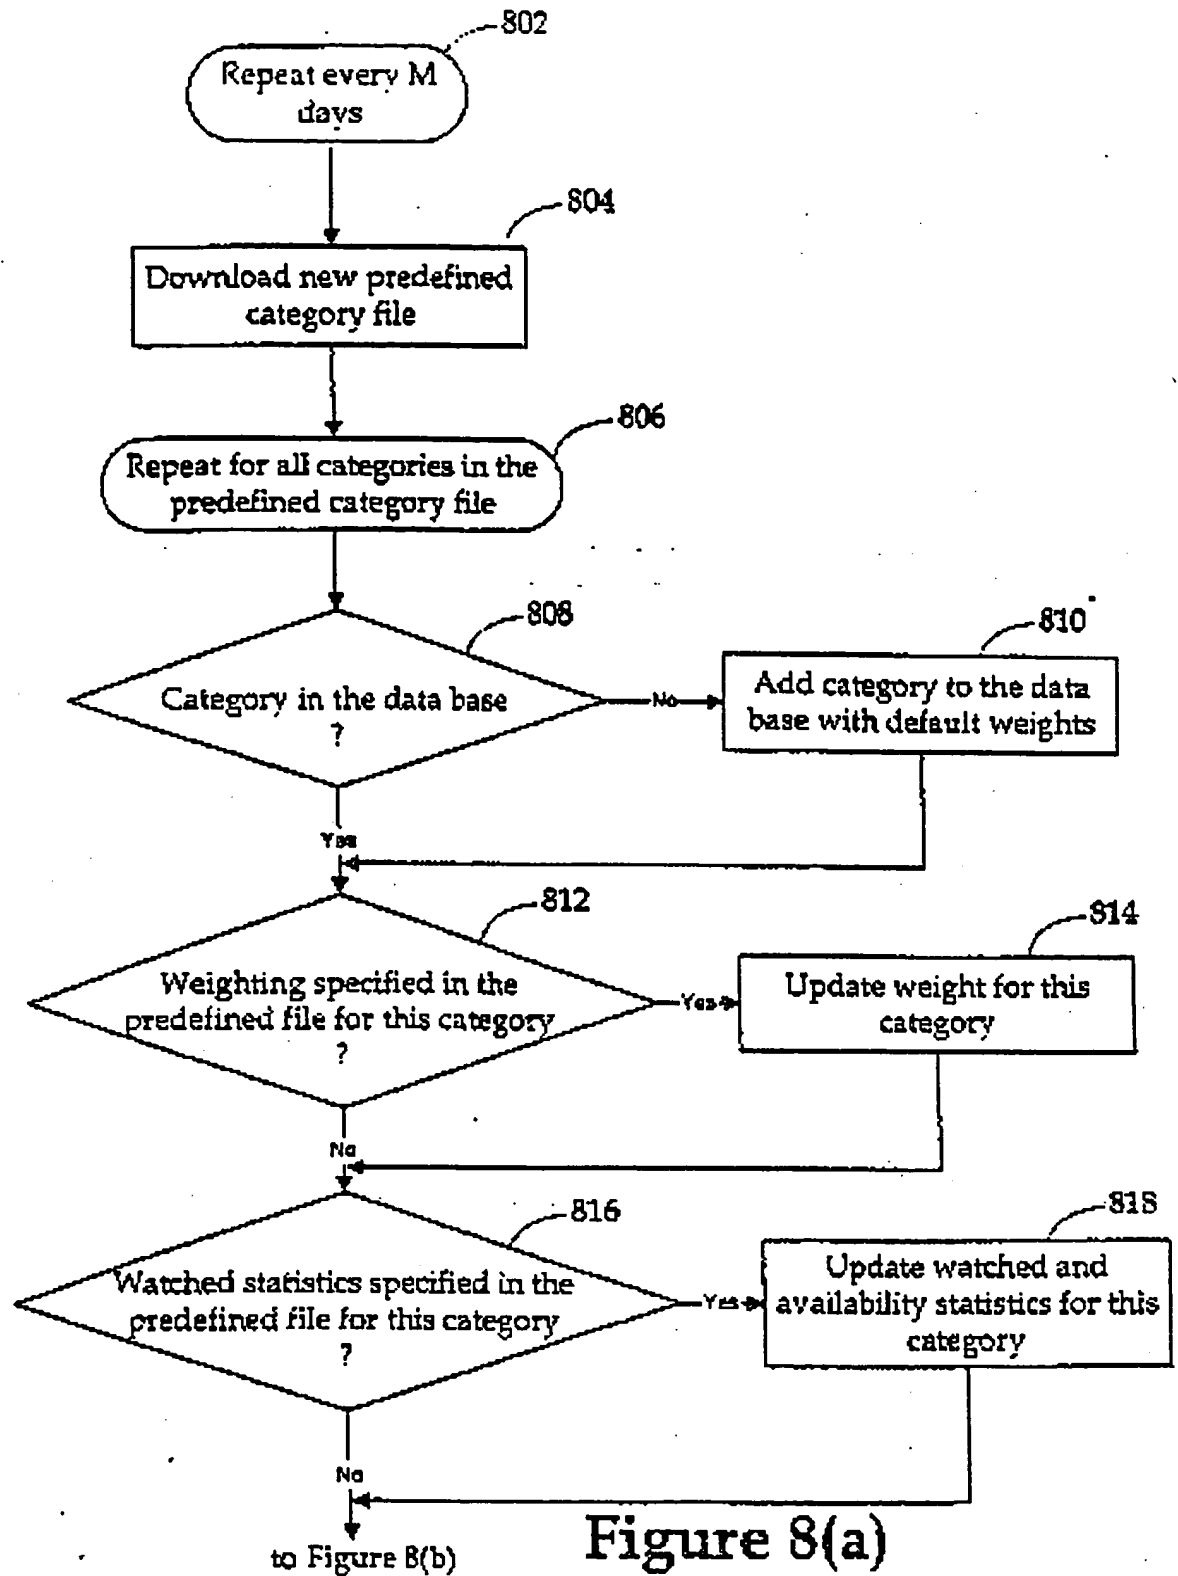 802
Repeat every M
days
804
Download new predefined
category file
806
Repeat for all categories in the
predefined category file
808
Category in the data base
?
No
810
Add category to the data
base with default weights
Yes
812
Weighting specified in the
predefined file for this category
?
Yes
814
Update weight for this
category
No
816
Watched statistics specified in the
predefined file for this category
?
Yes
818
Update watched and
availability statistics for this
category
No
to Figure 8(b)
Figure 8(a)